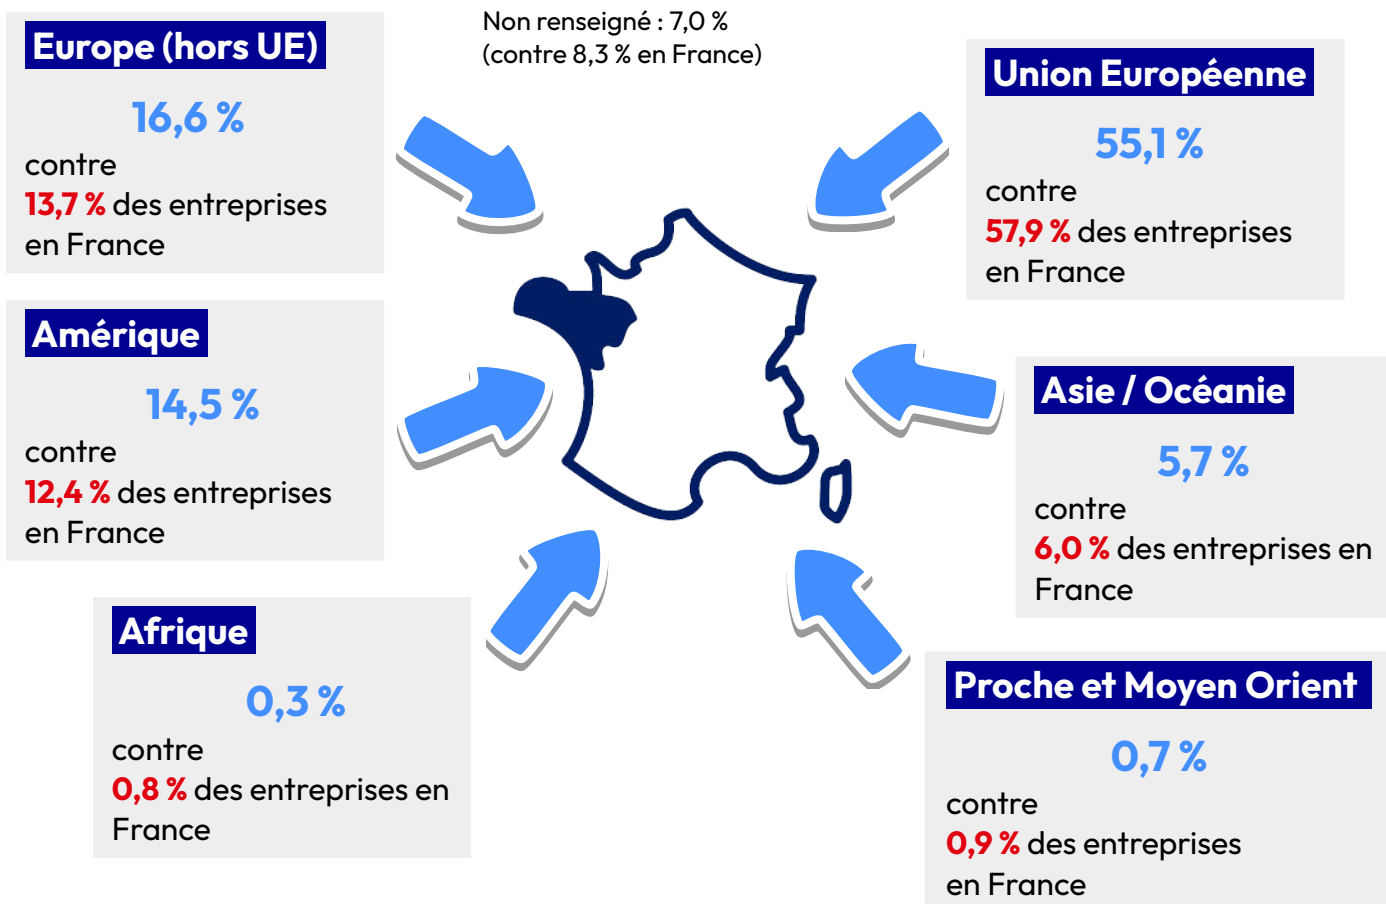 Non renseigné : 7,0 %
(contre 8,3 % en France)
Europe (hors UE)
16,6 %
contre
13,7 % des entreprises
en France
Union Européenne
55,1 %
contre
57,9 % des entreprises
en France
Amérique
14,5 %
contre
12,4 % des entreprises
en France
Asie / Océanie
5,7 %
contre
6,0 % des entreprises en
France
Afrique
0,3 %
contre
0,8 % des entreprises en
France
Proche et Moyen Orient
0,7 %
contre
0,9 % des entreprises
en France